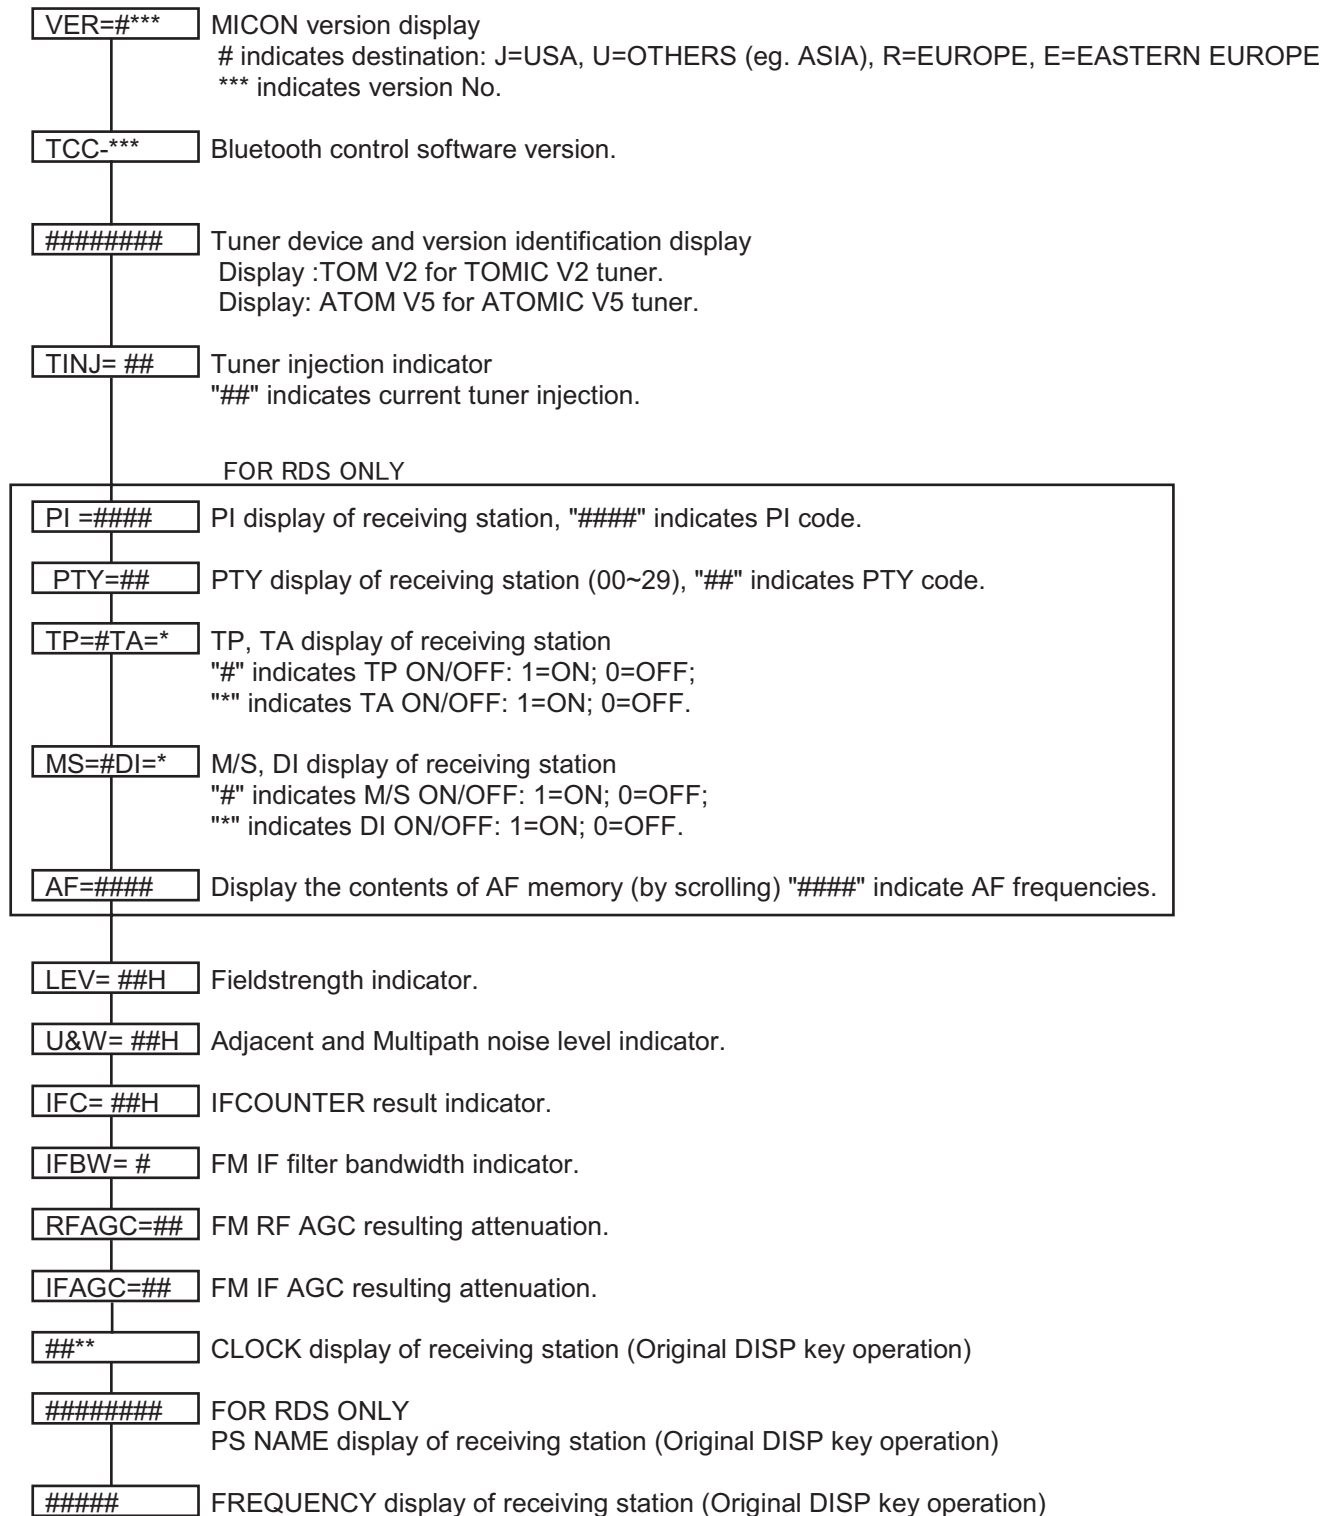 VER=#*** MICON version display
# indicates destination: J=USA, U=OTHERS (eg. ASIA), R=EUROPE, E=EASTERN EUROPE
*** indicates version No.
TCC-*** Bluetooth control software version.
######## Tuner device and version identification display
Display :TOM V2 for TOMIC V2 tuner.
Display: ATOM V5 for ATOMIC V5 tuner.
TINJ= ## Tuner injection indicator
"##" indicates current tuner injection.
FOR RDS ONLY
PI =#### PI display of receiving station, "####" indicates PI code.
PTY=## PTY display of receiving station (00~29), "##" indicates PTY code.
TP=#TA=* TP, TA display of receiving station
"#" indicates TP ON/OFF: 1=ON; 0=OFF;
"*" indicates TA ON/OFF: 1=ON; 0=OFF.
MS=#DI=* M/S, DI display of receiving station
"#" indicates M/S ON/OFF: 1=ON; 0=OFF;
"*" indicates DI ON/OFF: 1=ON; 0=OFF.
AF=#### Display the contents of AF memory (by scrolling) "####" indicate AF frequencies.
LEV= ##H Fieldstrength indicator.
U&W= ##H Adjacent and Multipath noise level indicator.
IFC= ##H IFCOUNTER result indicator.
IFBW= # FM IF filter bandwidth indicator.
RFAGC=## FM RF AGC resulting attenuation.
IFAGC=## FM IF AGC resulting attenuation.
##** CLOCK display of receiving station (Original DISP key operation)
######## FOR RDS ONLY
PS NAME display of receiving station (Original DISP key operation)
##### FREQUENCY display of receiving station (Original DISP key operation)